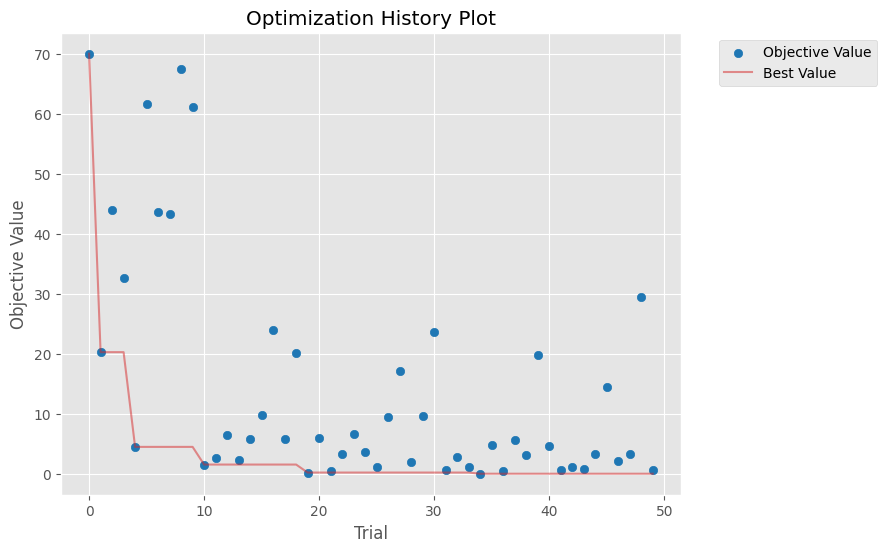 Optimization History Plot
Objective Value
Best Value
70
60
50
40
30
20
10
0
Objective Value
0 10 20 30 40 50
Trial